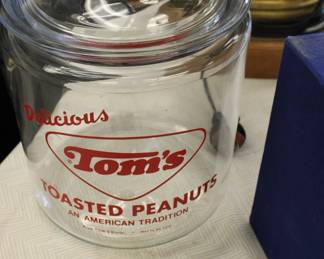 Delicious
Tom's
TOASTED PEANUTS
AN AMERICAN TRADITION